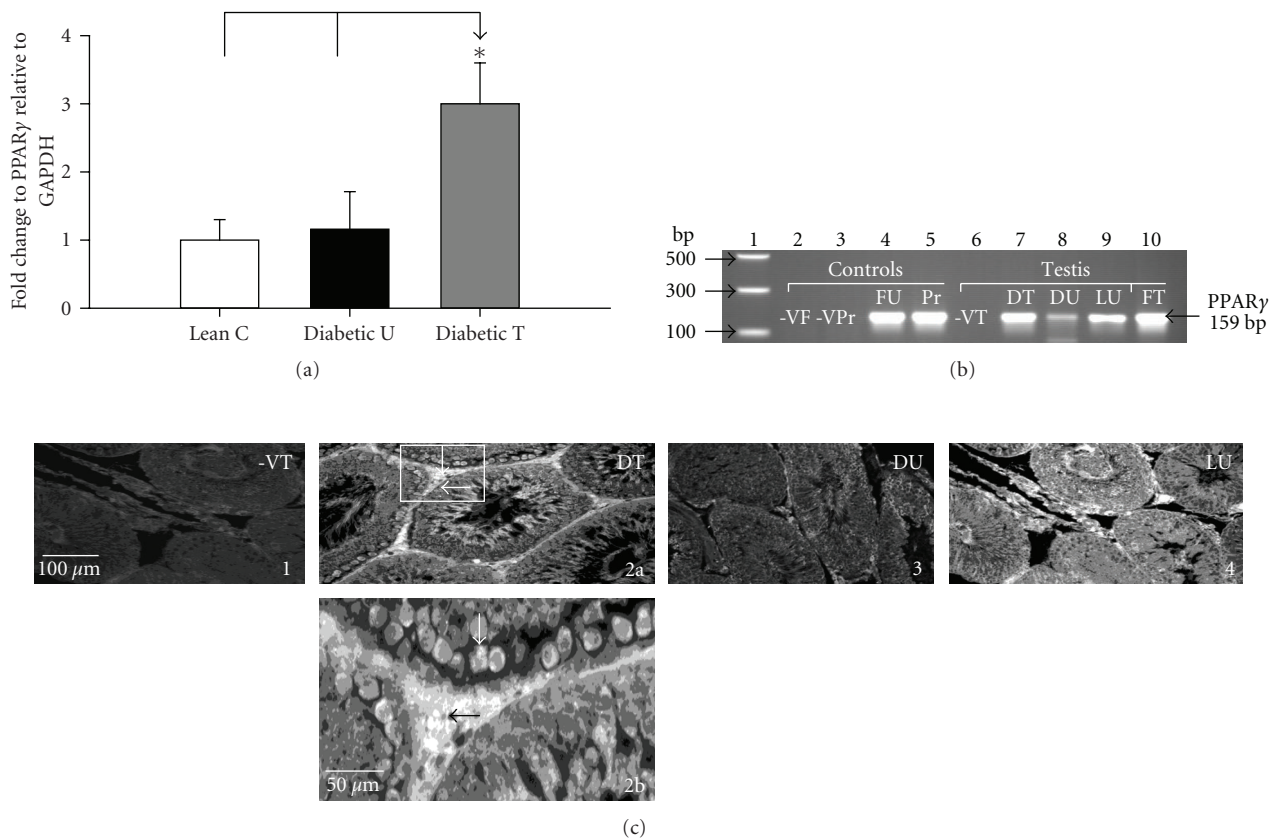 Fold change to PPARγ relative to
GAPDH
4
3
2
1
0
*
Lean C Diabetic U Diabetic T
(a)
bp 1 2 3 4 5 6 7 8 9 10
500
300
100
Controls Testis
FU Pr DT DU LU FT
-VF -VPr -VT
PPARγ
159 bp
(b)
-VT
100 µm
1
DT
2a
DU
3
LU
4
50 µm
2b
(c)